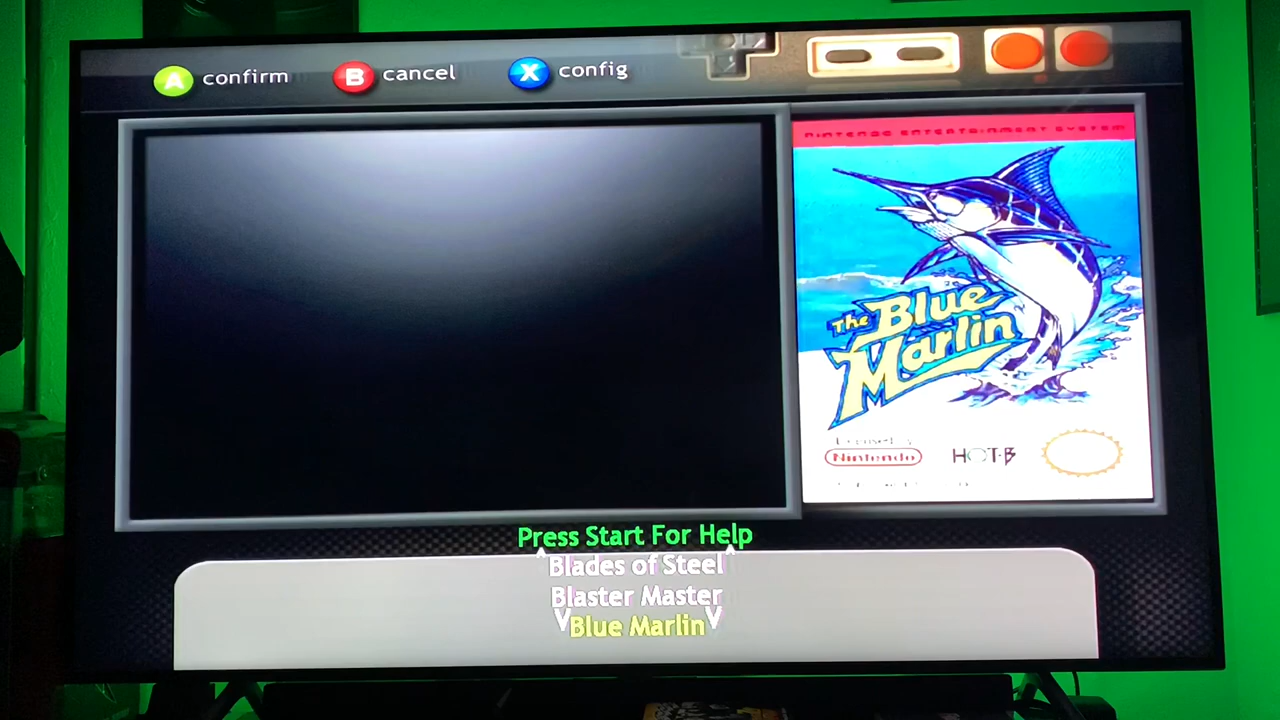 A confirm B cancel X config
NINTENDO ENTERTAINMENT SYSTEM
The Blue
Marlin
Nintendo HOT·B
Press Start For Help
Blades of Steel
Blaster Master
Blue Marlin